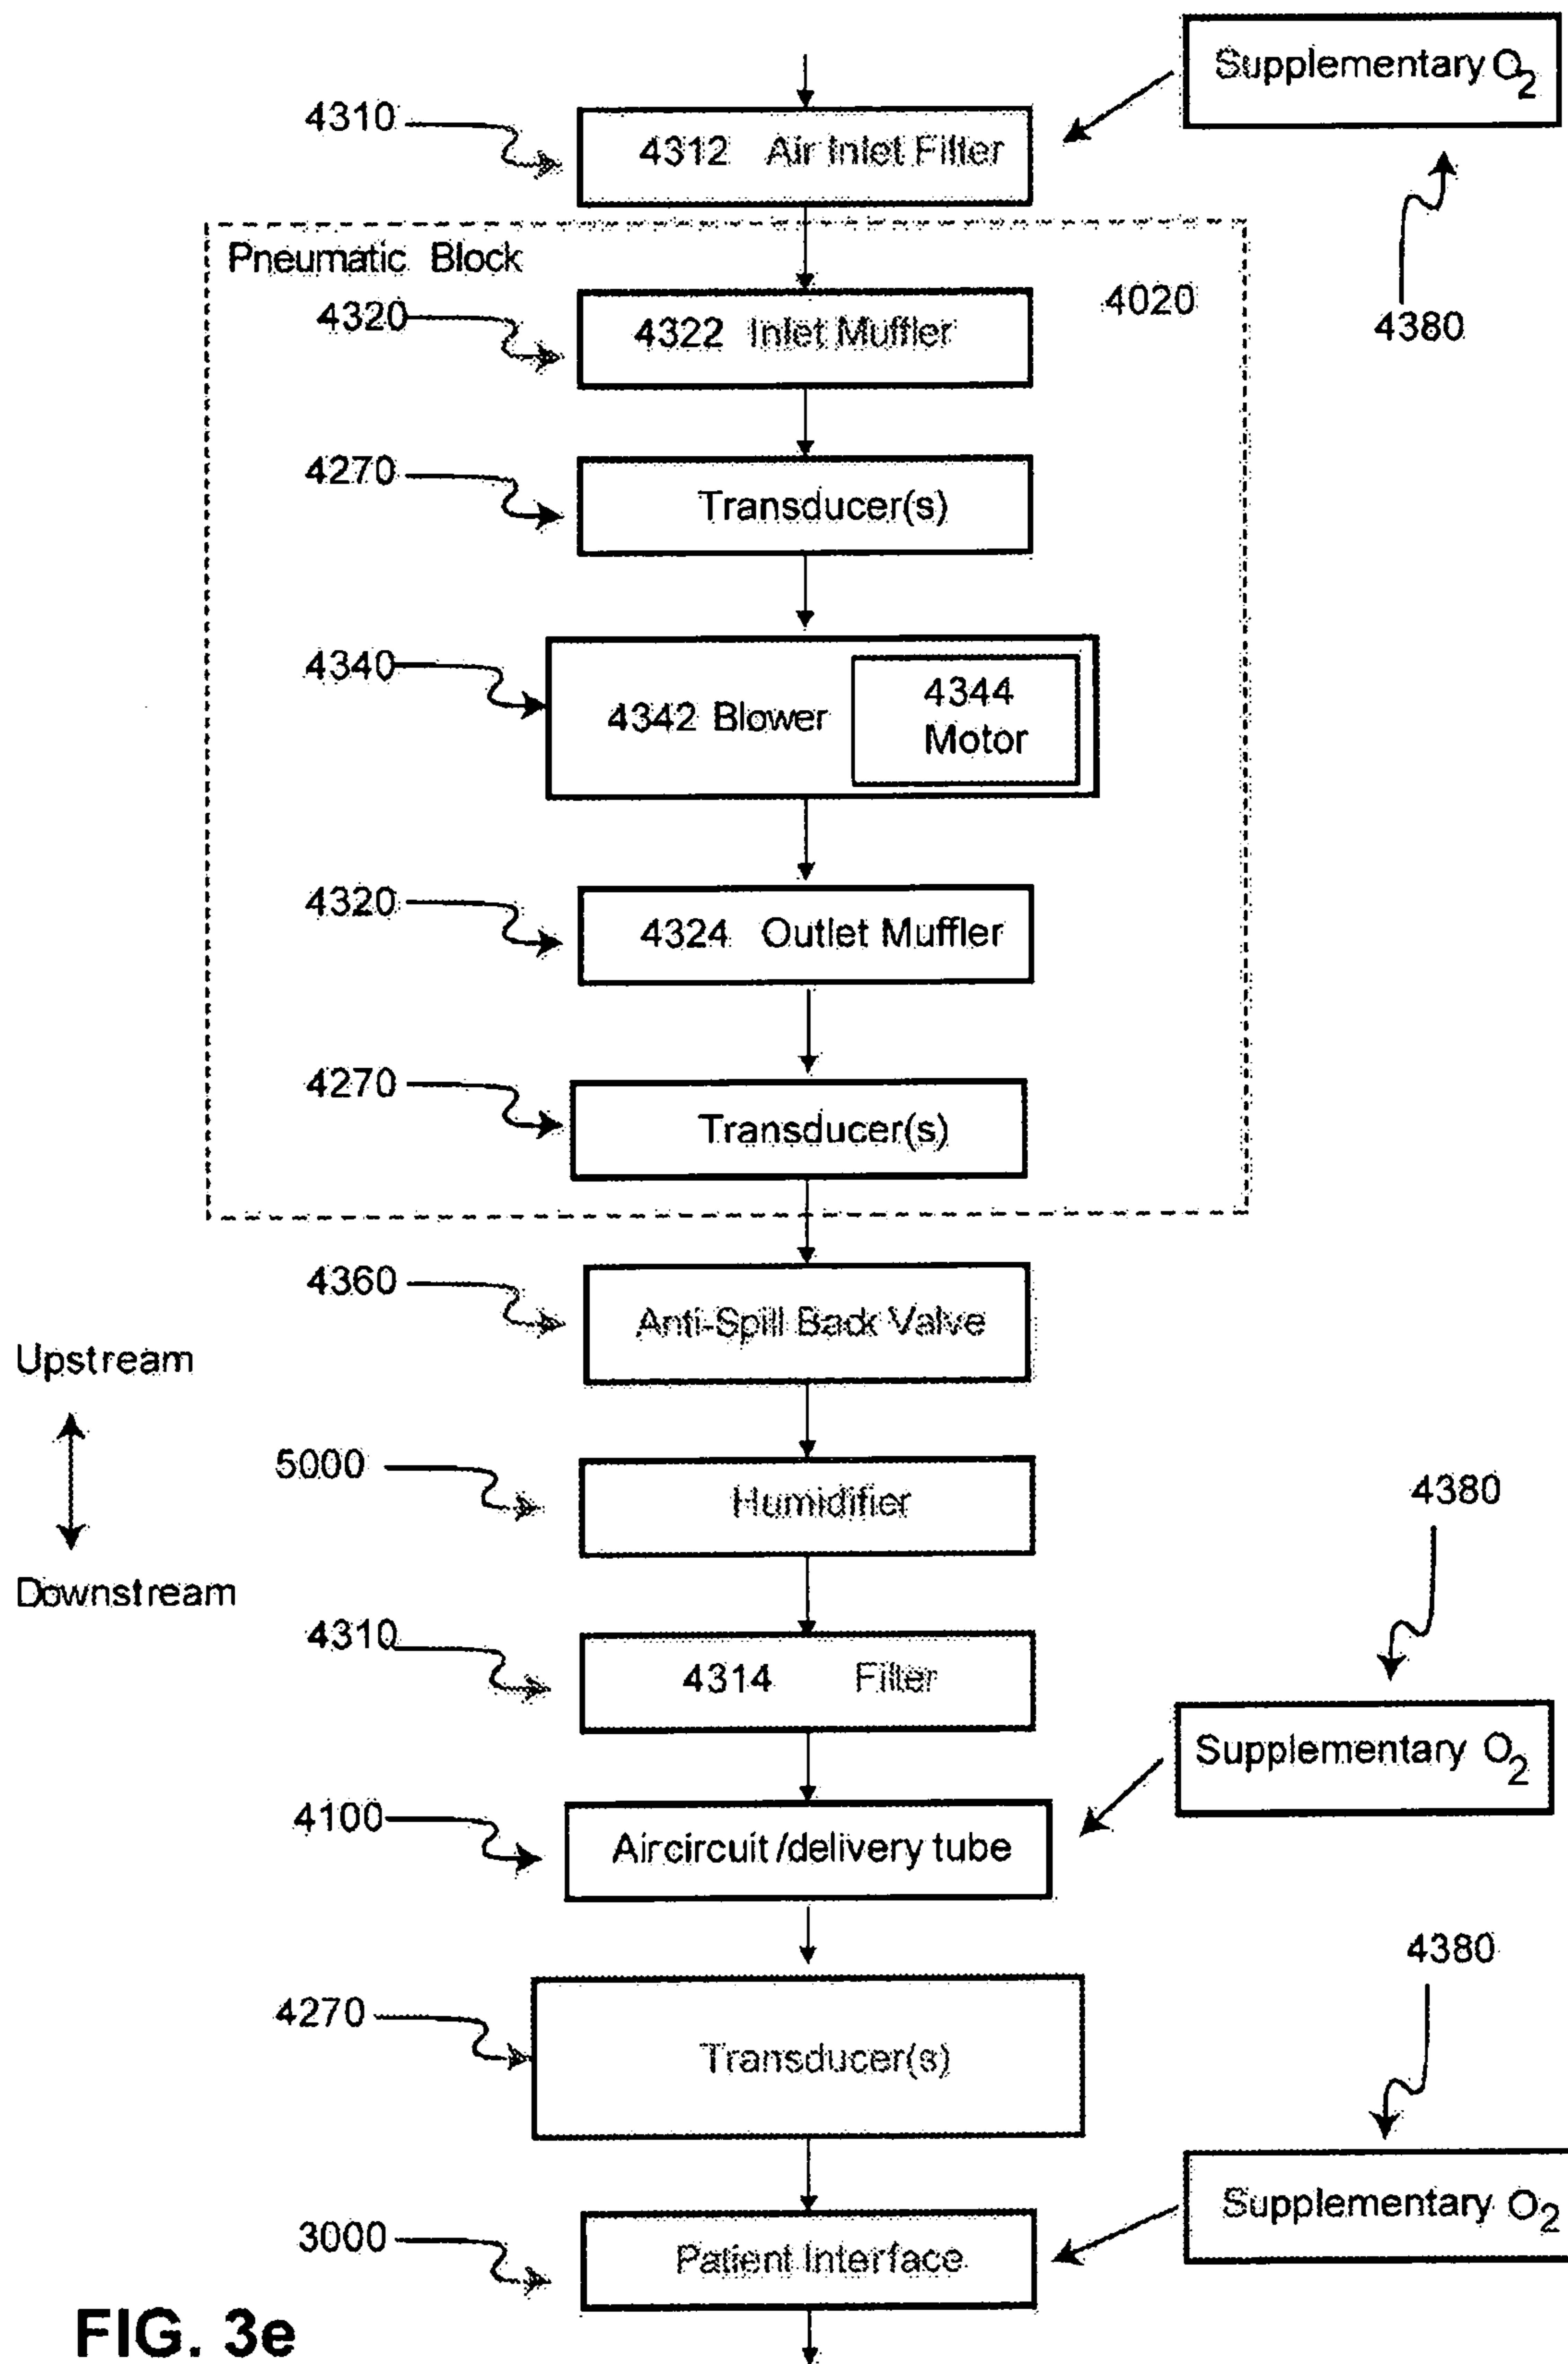 Supplementary O2
4310
4312 Air Inlet Filter
Pneumatic Block
4020
4320
4322 Inlet Muffler
4380
4270
Transducer(s)
4340
4342 Blower
4344
Motor
4320
4324 Outlet Muffler
4270
Transducer(s)
4360
Anti-Spill Back Valve
Upstream
5000
Humidifier
4380
Downstream
4310
4314 Filter
Supplementary O2
4100
Aircircuit/delivery tube
4380
4270
Transducer(s)
Supplementary O2
3000
Patient Interface
FIG. 3e